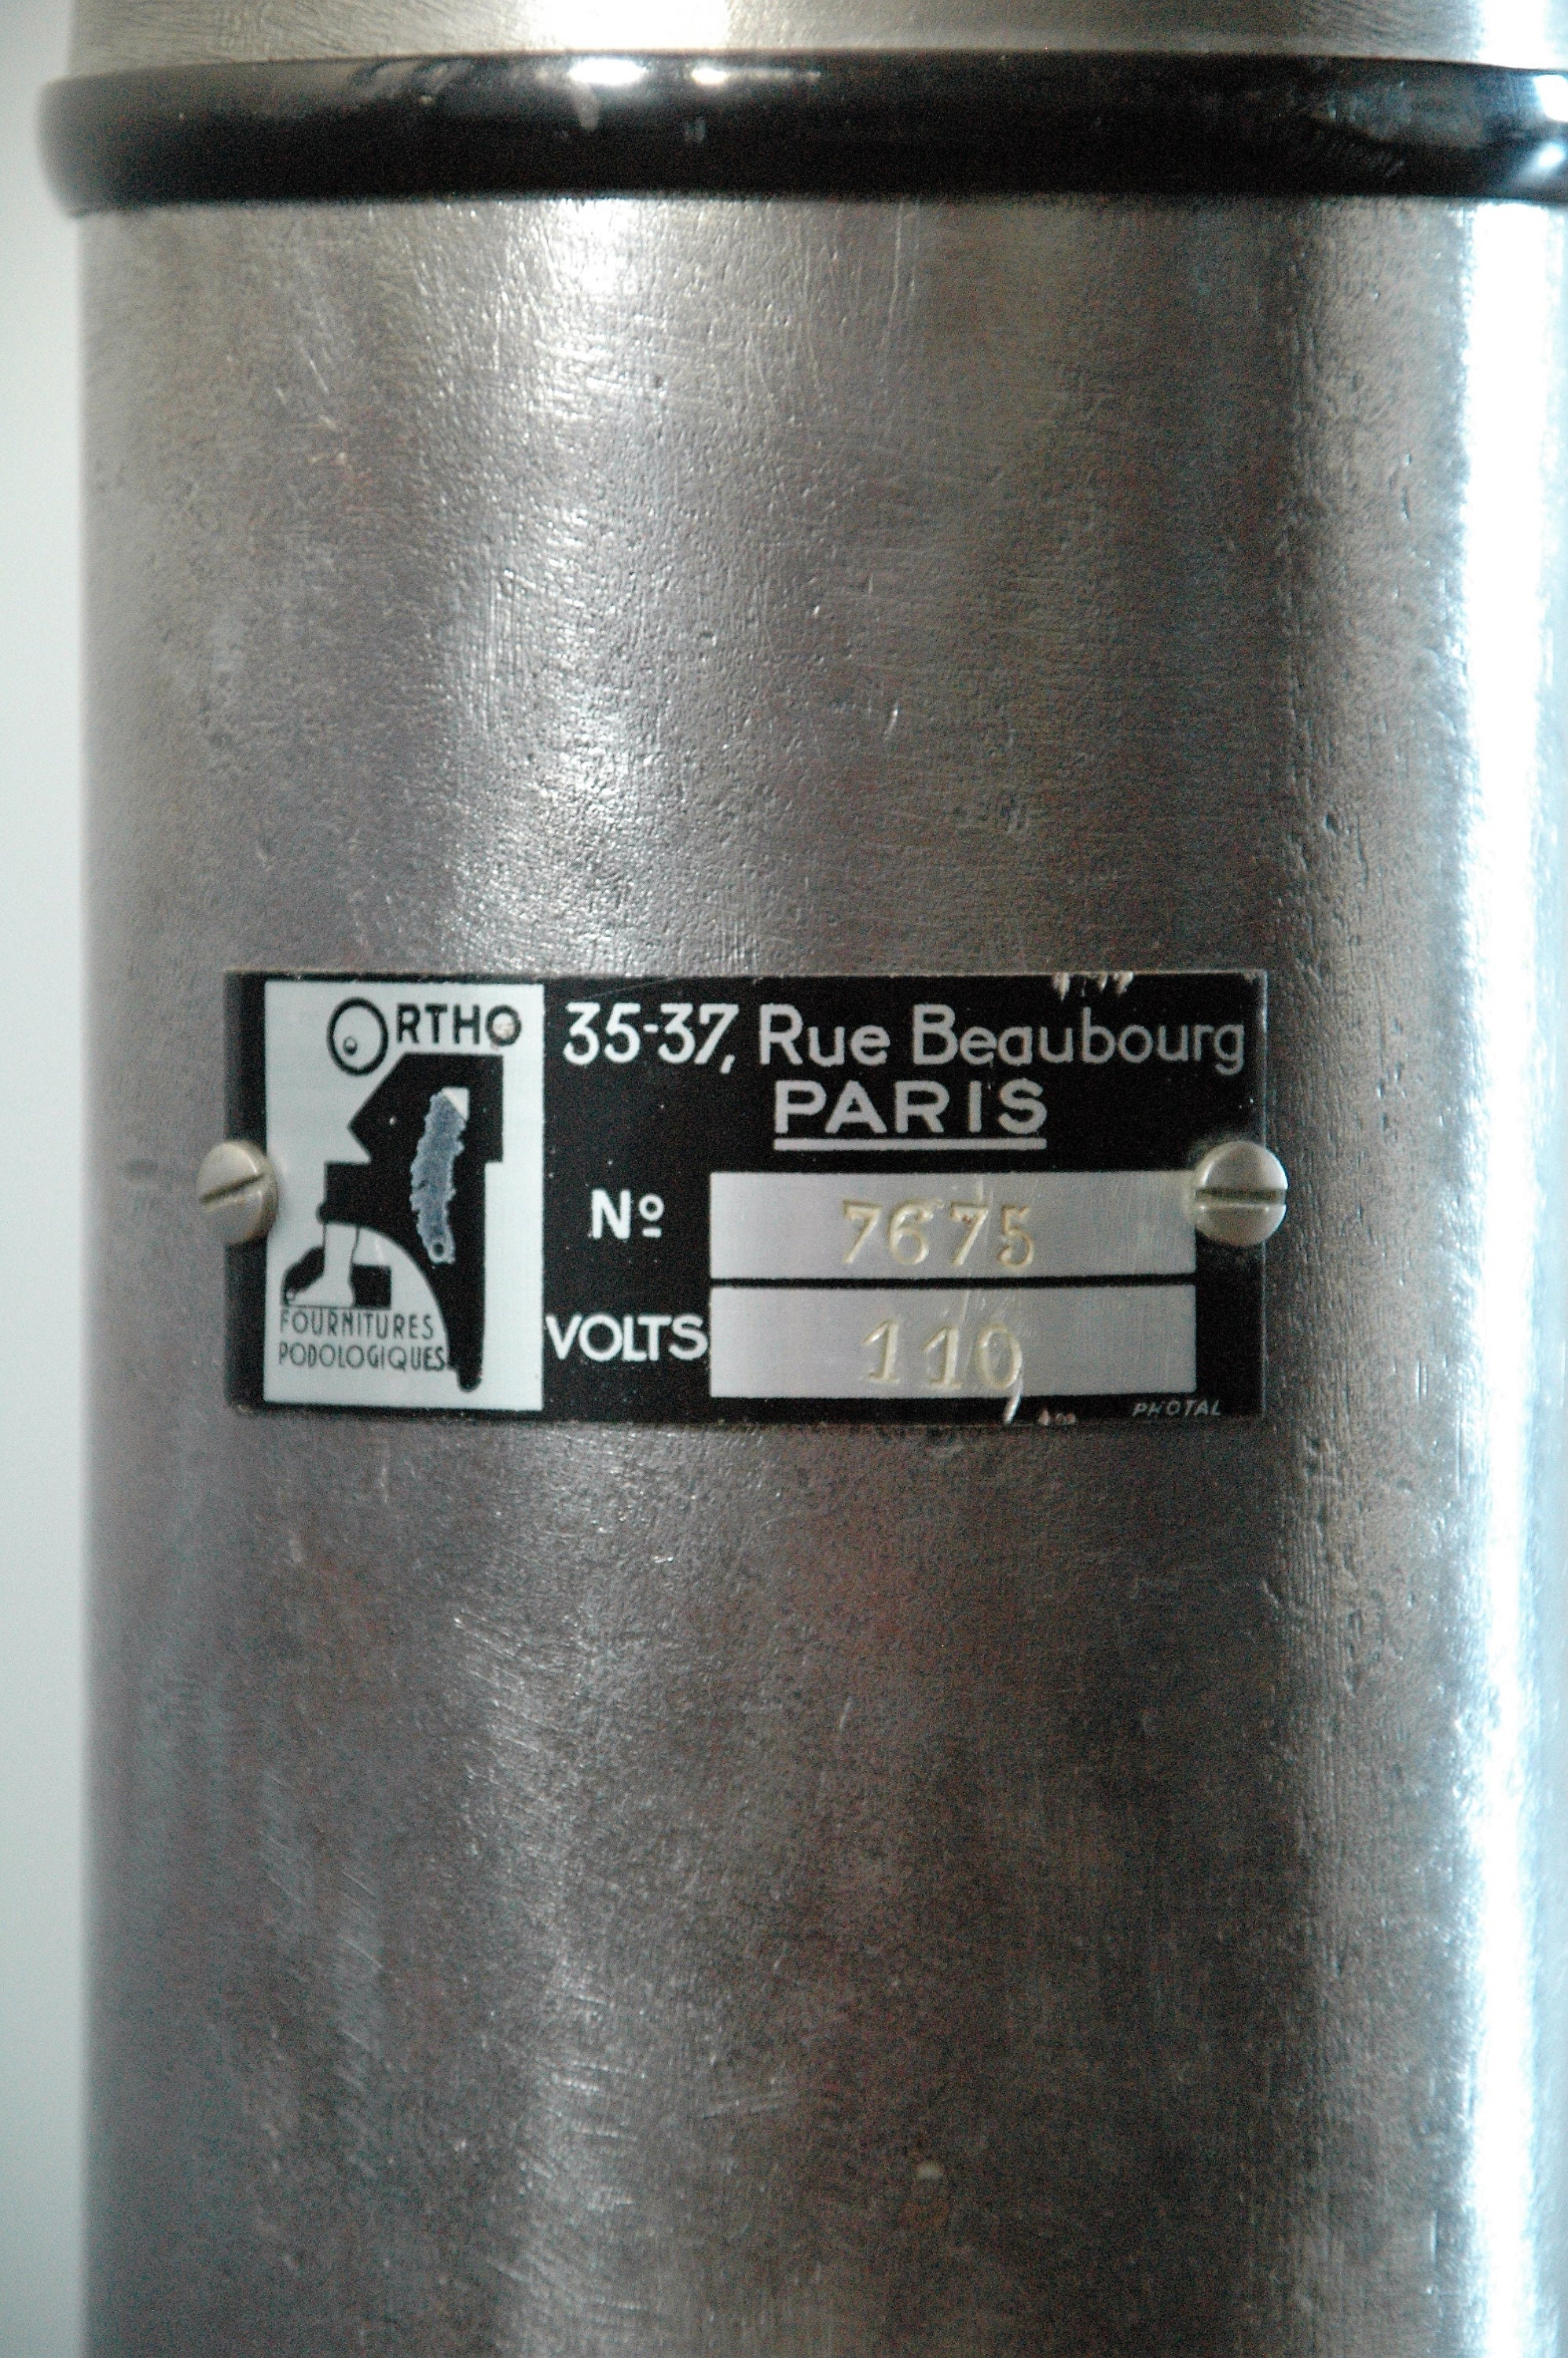 ORTHO
FOURNITURES
PODOLOGIQUES
35-37, Rue Beaubourg
PARIS
Nº 7675
VOLTS 110
PHOTAL